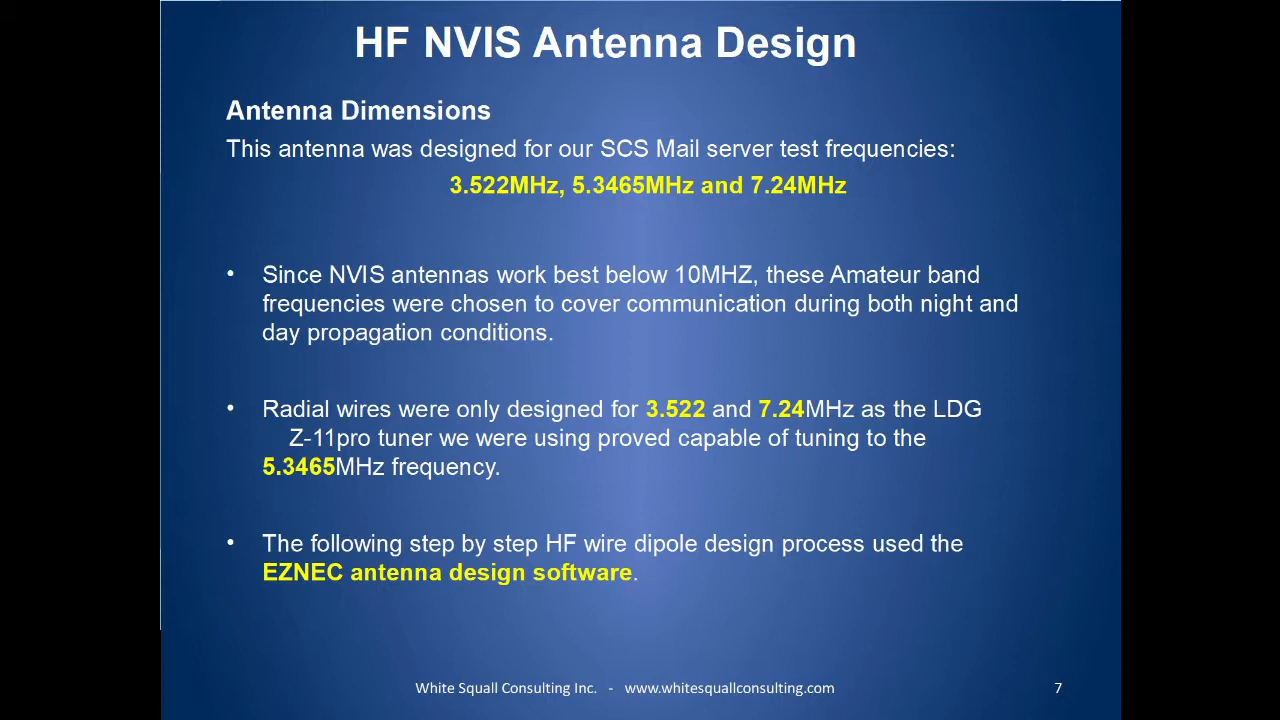 HF NVIS Antenna Design
Antenna Dimensions
This antenna was designed for our SCS Mail server test frequencies:
3.522MHz, 5.3465MHz and 7.24MHz
• Since NVIS antennas work best below 10MHZ, these Amateur band
frequencies were chosen to cover communication during both night and
day propagation conditions.
• Radial wires were only designed for 3.522 and 7.24MHz as the LDG
Z-11pro tuner we were using proved capable of tuning to the
5.3465MHz frequency.
• The following step by step HF wire dipole design process used the
EZNEC antenna design software.
White Squall Consulting Inc. - www.whitesquallconsulting.com 7